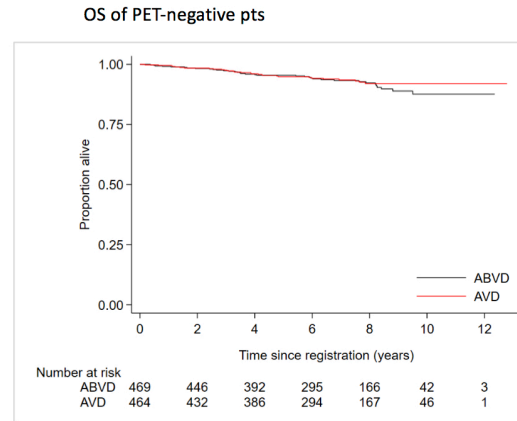 OS of PET-negative pts
1.00
0.75
0.50
0.25
0.00
Proportion alive
ABVD
AVD
0 2 4 6 8 10 12
Time since registration (years)
Number at risk
ABVD 469 446 392 295 166 42 3
AVD 464 432 386 294 167 46 1